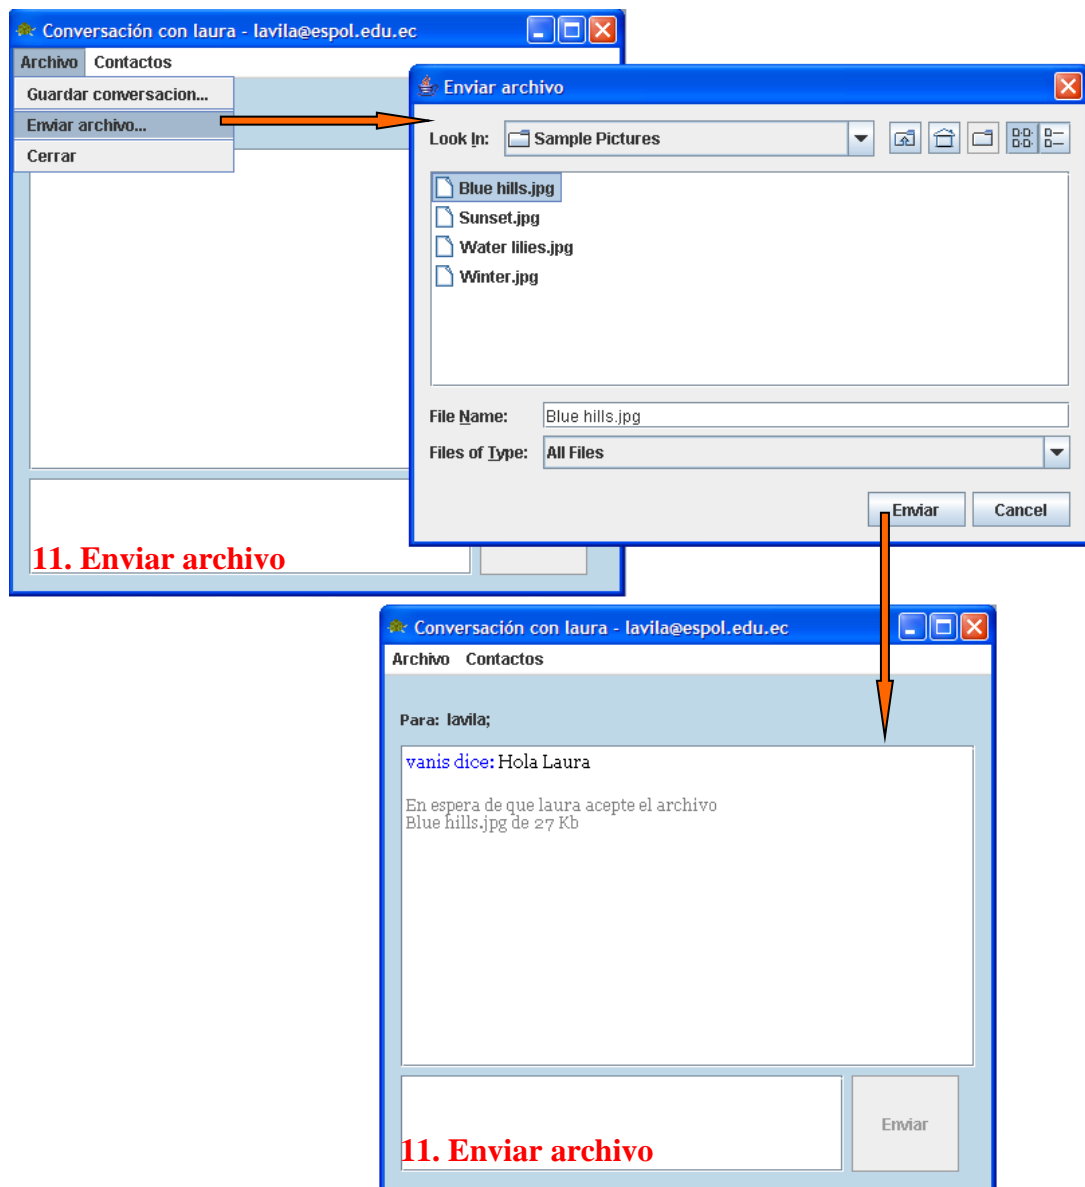 Conversación con laura - lavila@espol.edu.ec
Archivo Contactos
Guardar conversacion...
Enviar archivo...
Cerrar
11. Enviar archivo
Enviar archivo
Look In: Sample Pictures
Blue hills.jpg
Sunset.jpg
Water lilies.jpg
Winter.jpg
File Name: Blue hills.jpg
Files of Type: All Files
Enviar Cancel
Conversación con laura - lavila@espol.edu.ec
Archivo Contactos
Para: lavila;
vanis dice: Hola Laura
En espera de que laura acepte el archivo
Blue hills.jpg de 27 Kb
Enviar
11. Enviar archivo